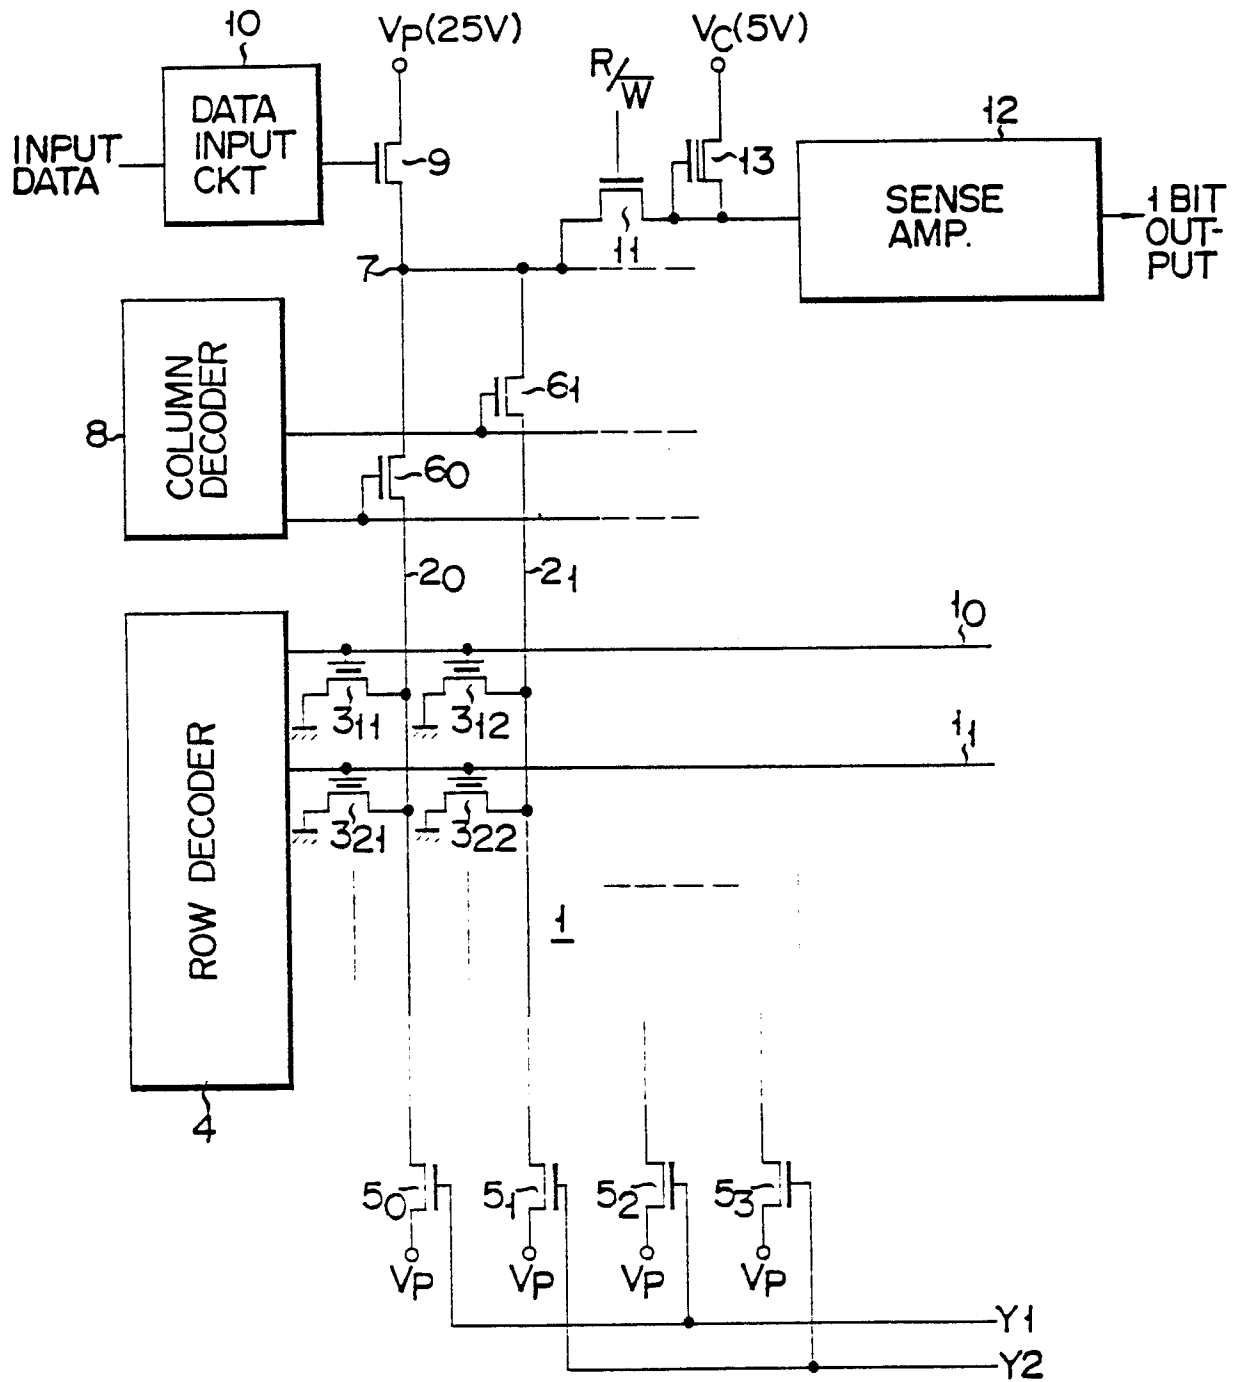 10
VP(25V)
VC(5V)
R/W
12
DATA
INPUT
CKT
INPUT
DATA
9
13
SENSE
AMP.
1 BIT
OUT-
PUT
11
7
COLUMN
DECODER
8
61
60
20
21
10
311
312
11
321
322
ROW DECODER
1
4
50
51
52
53
VP
VP
VP
VP
Y1
Y2